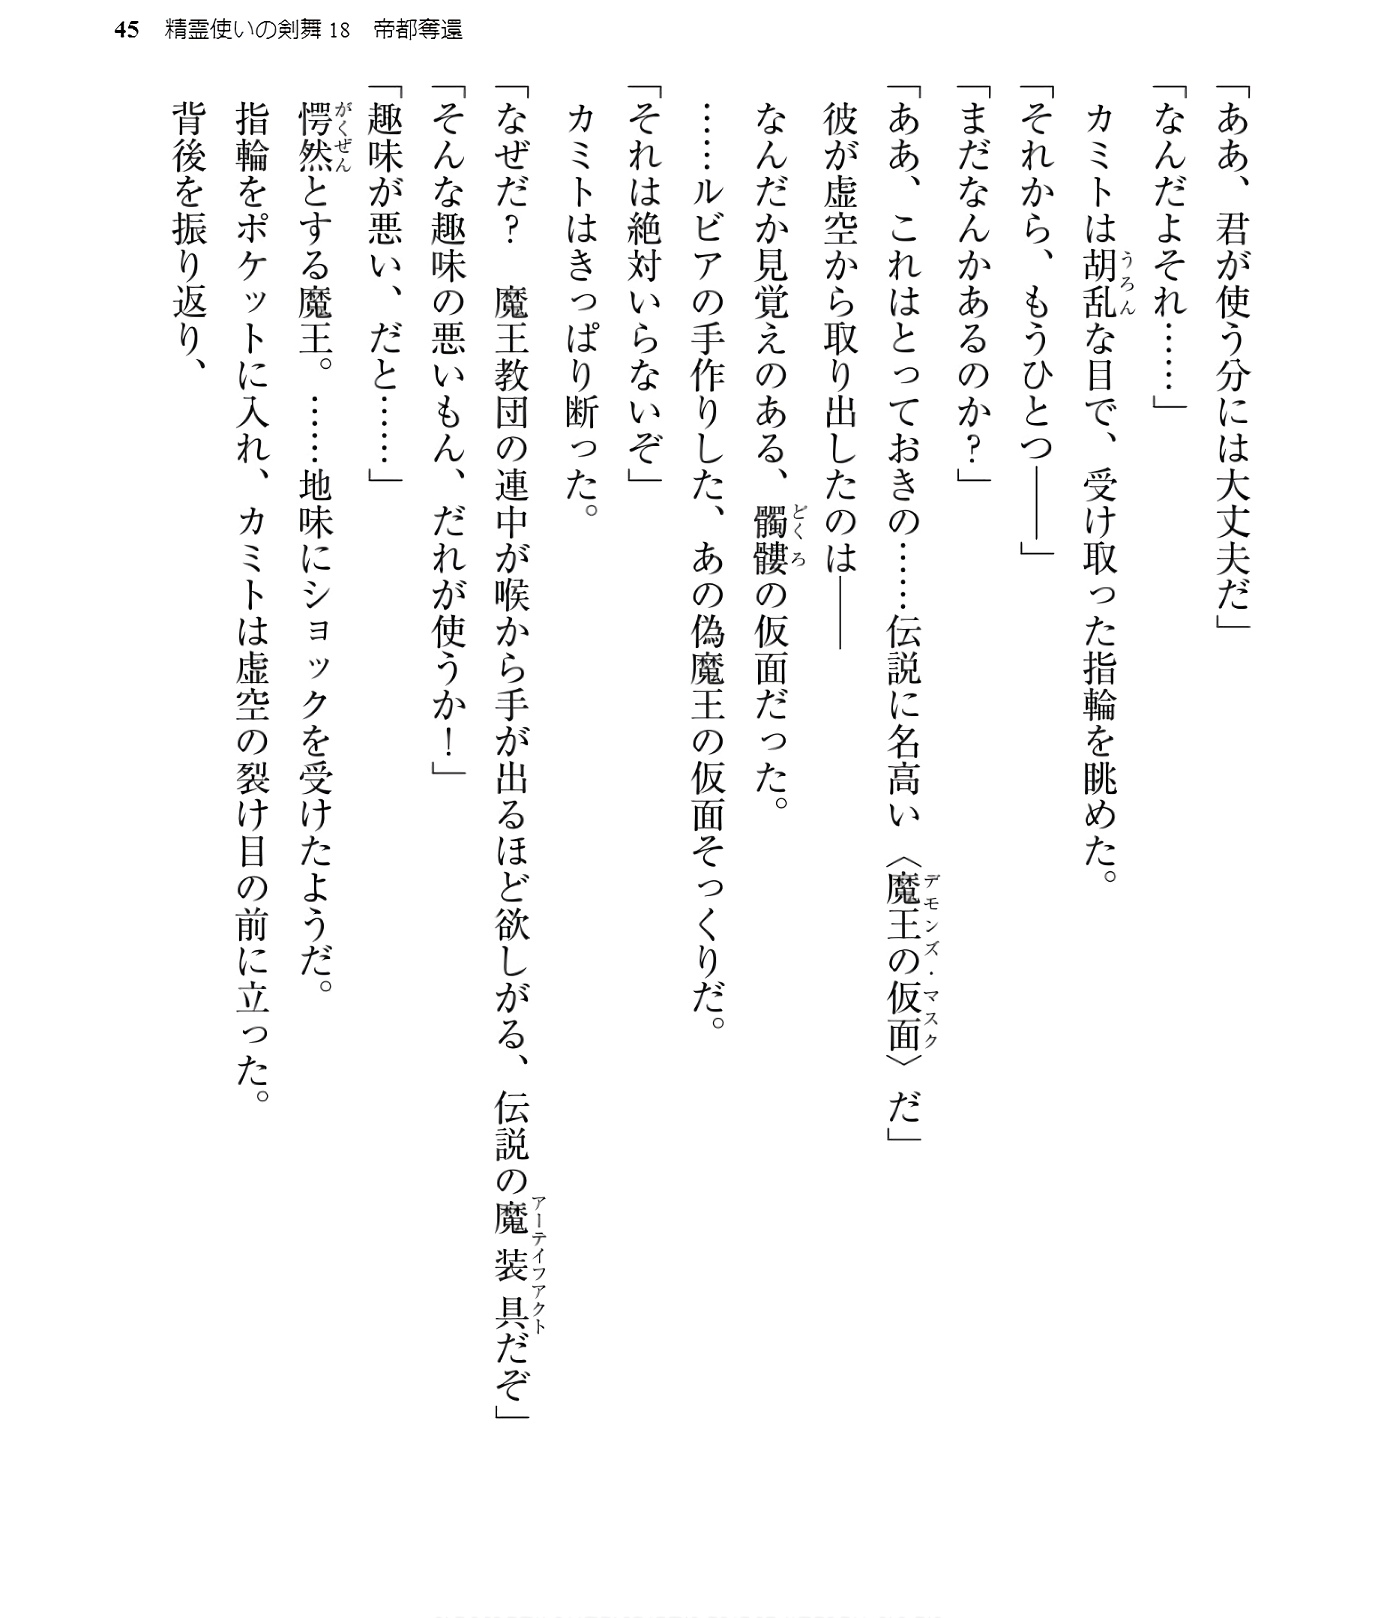 45 精霊使いの剣舞18 帝都奪還
「ああ、君が使う分には大丈夫だ」
「なんだよそれ……」
カミトは胡乱な目で、受け取った指輪を眺めた。
うろん
「それから、もうひとつ――」
「まだなんかあるのか?」
「ああ、これはとっておきの……伝説に名高い〈魔王の仮面〉だ」
デモンズ・マスク
彼が虚空から取り出したのは――
なんだか見覚えのある、髑髏の仮面だった。
どくろ
……ルビアの手作りした、あの偽魔王の仮面そっくりだ。
「それは絶対いらないぞ」
カミトはきっぱり断った。
「なぜだ? 魔王教団の連中が喉から手が出るほど欲しがる、伝説の魔装具だぞ」
アーテイフアクト
「そんな趣味の悪いもん、だれが使うか!」
「趣味が悪い、だと……」
愕然とする魔王。……地味にショックを受けたようだ。
がくぜん
指輪をポケットに入れ、カミトは虚空の裂け目の前に立った。
背後を振り返り、